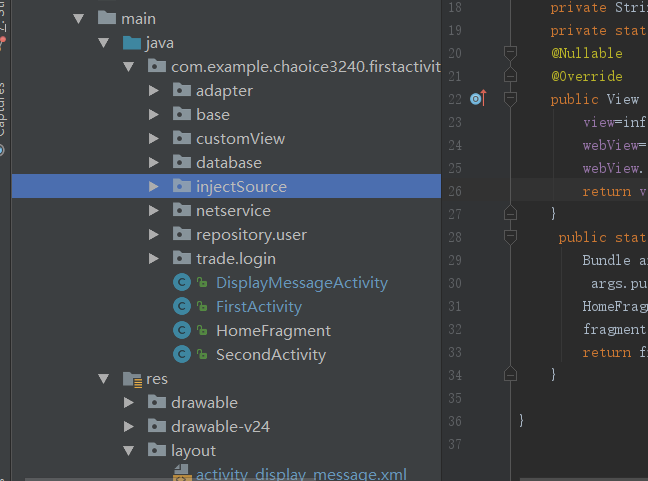 main
java
com.example.chaoice3240.firstactivit
adapter
base
customView
database
injectSource
netservice
repository.user
trade.login
DisplayMessageActivity
FirstActivity
HomeFragment
SecondActivity
res
drawable
drawable-v24
layout
activity_display_message.xml
Captures
18 private Strin
19 private stat
20 @Nullable
21 @Override
22 public View
23 view=inf
24 webView=
25 webView.
26 return v
27 }
28 public stat
29 Bundle a
30 args.pu
31 HomeFrag
32 fragment
33 return f
34 }
35
36 }
37